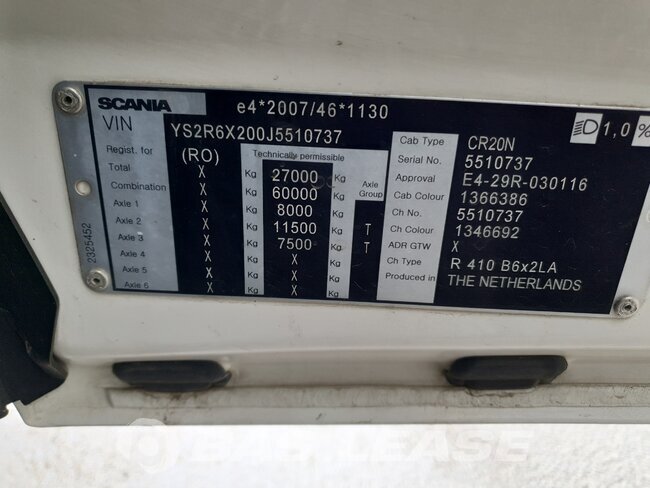 SCANIA
e4*2007/46*1130
VIN YS2R6X200J5510737
1,0%
Regist. for (RO) Technically permissible
Total X Kg 27000 Kg
Combination X Kg 60000 Kg Axle Group
Axle 1 X Kg 8000 Kg
Axle 2 X Kg 11500 Kg T
Axle 3 X Kg 7500 Kg T
Axle 4 X Kg X Kg
Axle 5 X Kg X Kg
Axle 6 X Kg X Kg
Cab Type CR20N
Serial No. 5510737
Approval E4-29R-030116
Cab Colour 1366386
Ch No. 5510737
Ch Colour 1346692
ADR GTW X
Ch Type R 410 B6x2LA
Produced in THE NETHERLANDS
2325452
BAU LEASE